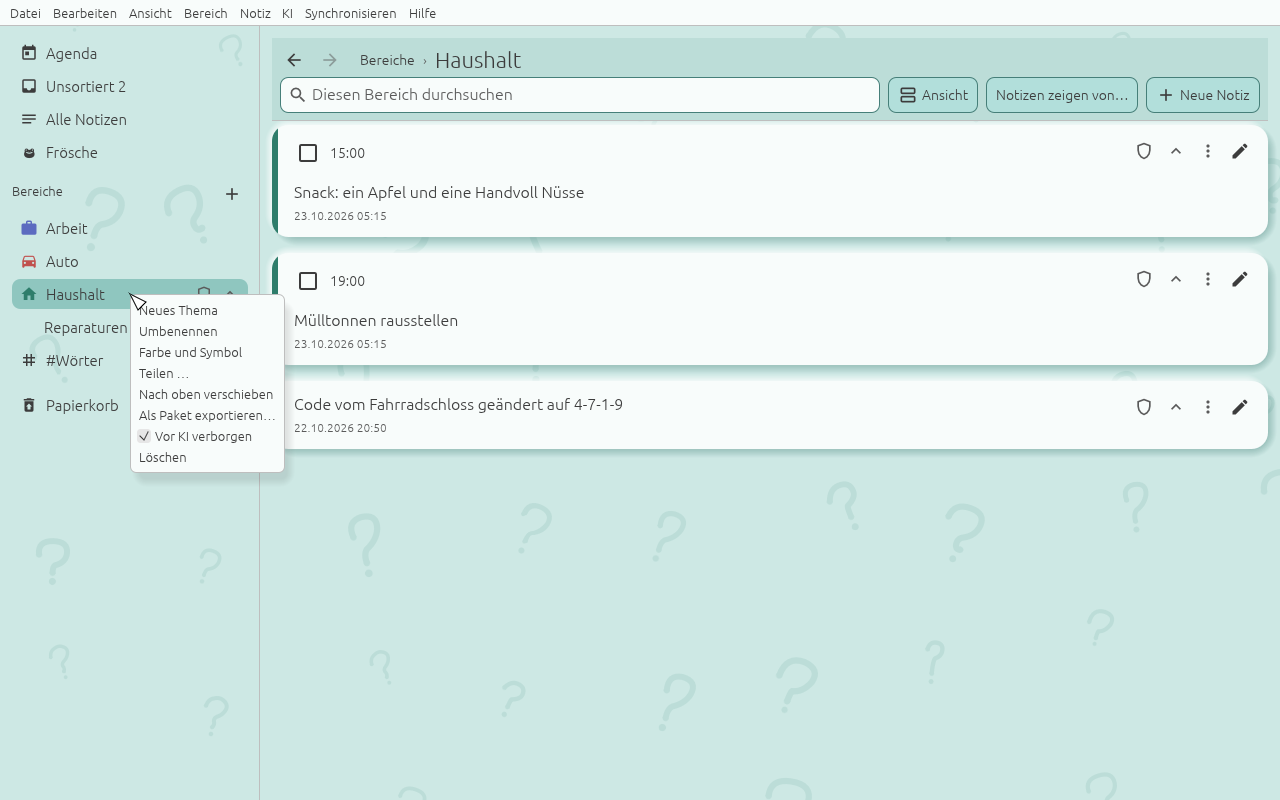 Datei Bearbeiten Ansicht Bereich Notiz KI Synchronisieren Hilfe
Agenda
Unsortiert 2
Alle Notizen
Frösche
Bereiche
Arbeit
Auto
Haushalt
Reparaturen
#Wörter
Papierkorb
Neues Thema
Umbenennen
Farbe und Symbol
Teilen …
Nach oben verschieben
Als Paket exportieren…
Vor KI verborgen
Löschen
Bereiche › Haushalt
Diesen Bereich durchsuchen
Ansicht
Notizen zeigen von…
Neue Notiz
15:00
Snack: ein Apfel und eine Handvoll Nüsse
23.10.2026 05:15
19:00
Mülltonnen rausstellen
23.10.2026 05:15
Code vom Fahrradschloss geändert auf 4-7-1-9
22.10.2026 20:50